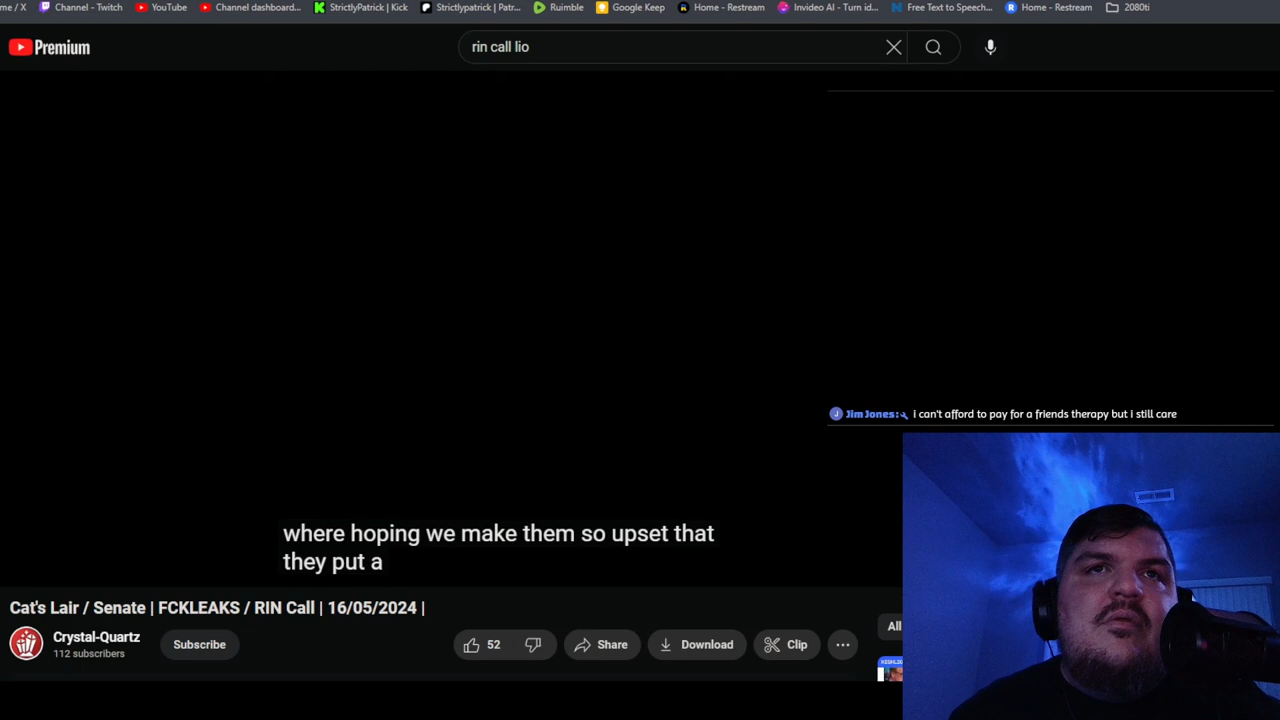 me / X Channel - Twitch YouTube Channel dashboard... StrictlyPatrick | Kick Strictlypatrick | Patr... Rumble Google Keep Home - Restream Invideo AI - Turn id... Free Text to Speech... Home - Restream 2080ti
Premium
rin call lio
Jim Jones: i can't afford to pay for a friends therapy but i still care
where hoping we make them so upset that
they put a
Cat's Lair / Senate | FCKLEAKS / RIN Call | 16/05/2024 |
Crystal-Quartz
112 subscribers
Subscribe
52
Share
Download
Clip
All